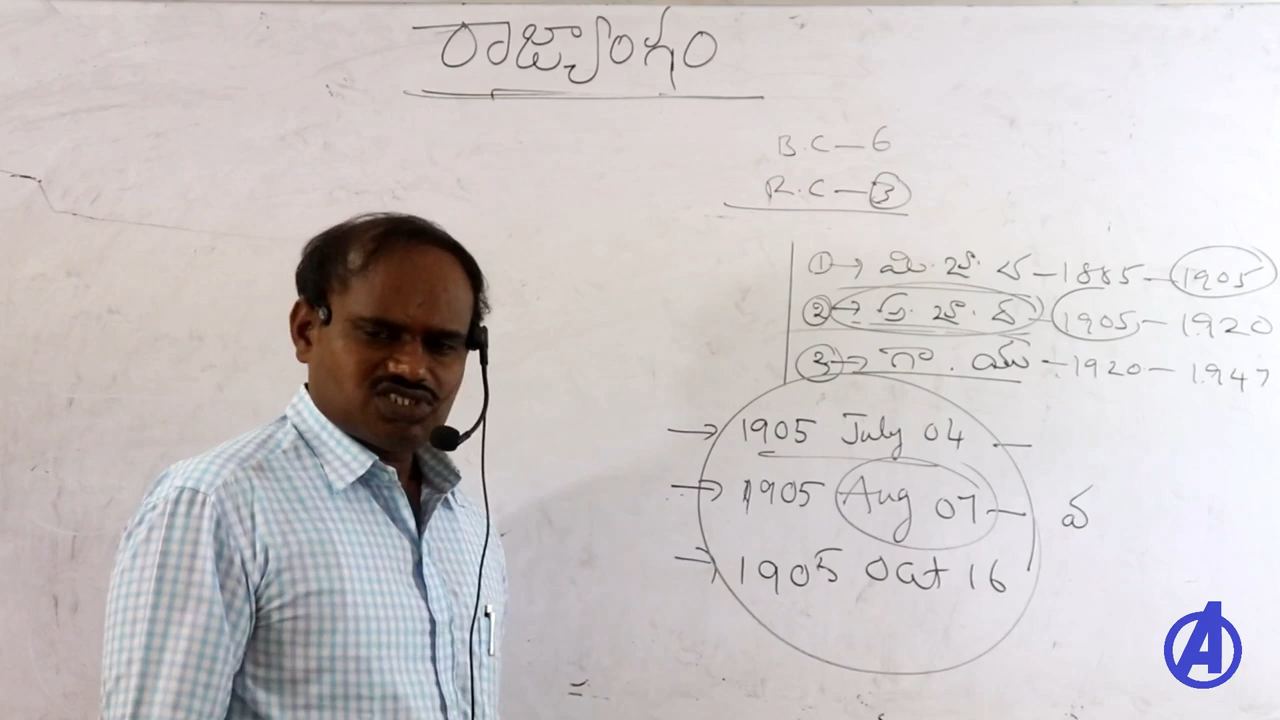 రాజ్యాంగం
B.C – 6
R.C – 3
① → మి. జా. ద – 1885 – 1905
② → అ. జా. ద – 1905 – 1920
③ → గా. యు – 1920 – 1947
→ 1905 July 04 –
→ 1905 Aug 07 – వ
→ 1905 Oct 16
A